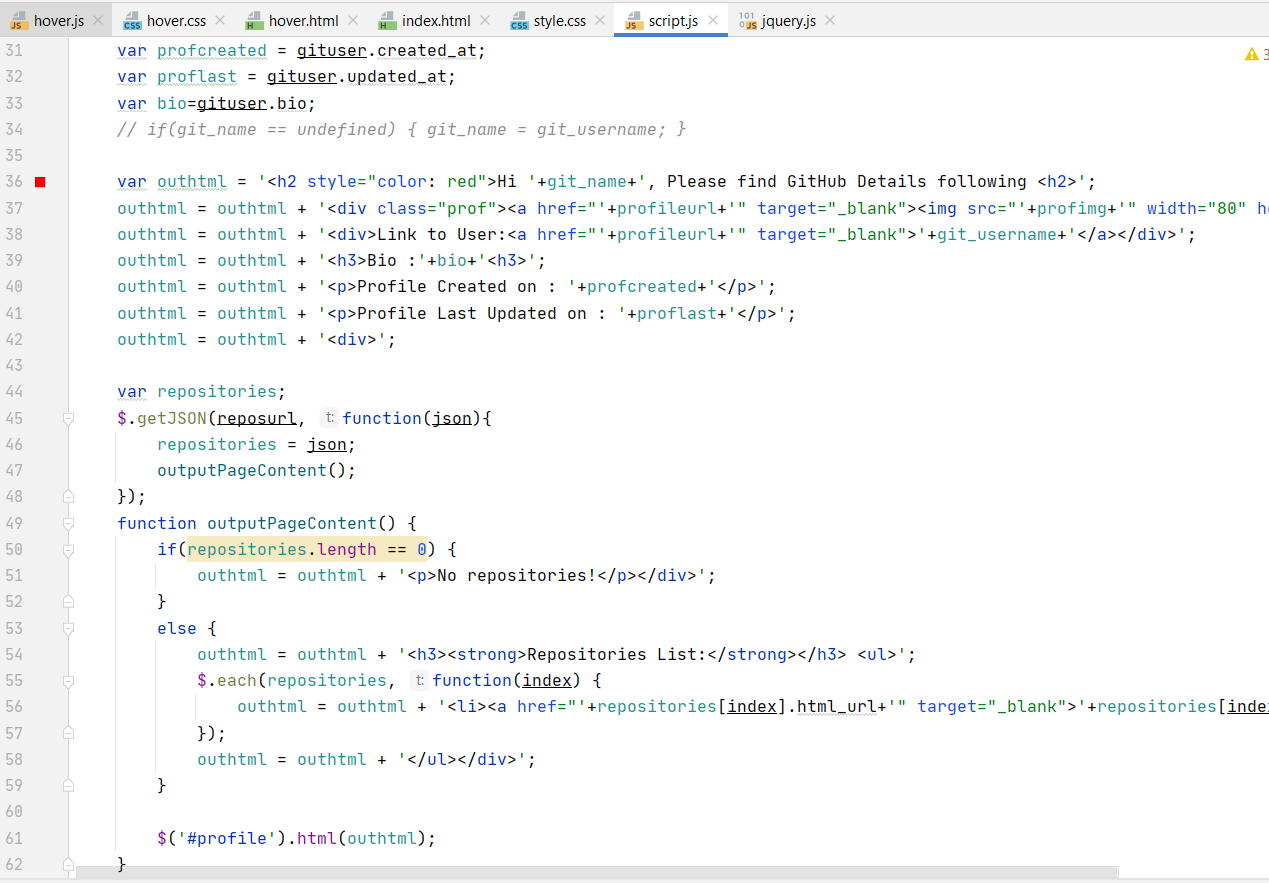 hover.js hover.css hover.html index.html style.css script.js jquery.js
31 var profcreated = gituser.created_at;
32 var proflast = gituser.updated_at;
33 var bio=gituser.bio;
34 // if(git_name == undefined) { git_name = git_username; }
35
36 var outhtml = '<h2 style="color: red">Hi '+git_name+', Please find GitHub Details following <h2>';
37 outhtml = outhtml + '<div class="prof"><a href="'+profileurl+'" target="_blank"><img src="'+profimg+'" width="80" he
38 outhtml = outhtml + '<div>Link to User:<a href="'+profileurl+'" target="_blank">'+git_username+'</a></div>';
39 outhtml = outhtml + '<h3>Bio :'+bio+'<h3>';
40 outhtml = outhtml + '<p>Profile Created on : '+profcreated+'</p>';
41 outhtml = outhtml + '<p>Profile Last Updated on : '+proflast+'</p>';
42 outhtml = outhtml + '<div>';
43
44 var repositories;
45 $.getJSON(reposurl, t: function(json){
46 repositories = json;
47 outputPageContent();
48 });
49 function outputPageContent() {
50 if(repositories.length == 0) {
51 outhtml = outhtml + '<p>No repositories!</p></div>';
52 }
53 else {
54 outhtml = outhtml + '<h3><strong>Repositories List:</strong></h3> <ul>';
55 $.each(repositories, t: function(index) {
56 outhtml = outhtml + '<li><a href="'+repositories[index].html_url+'" target="_blank">'+repositories[inde
57 });
58 outhtml = outhtml + '</ul></div>';
59 }
60
61 $('#profile').html(outhtml);
62 }
3